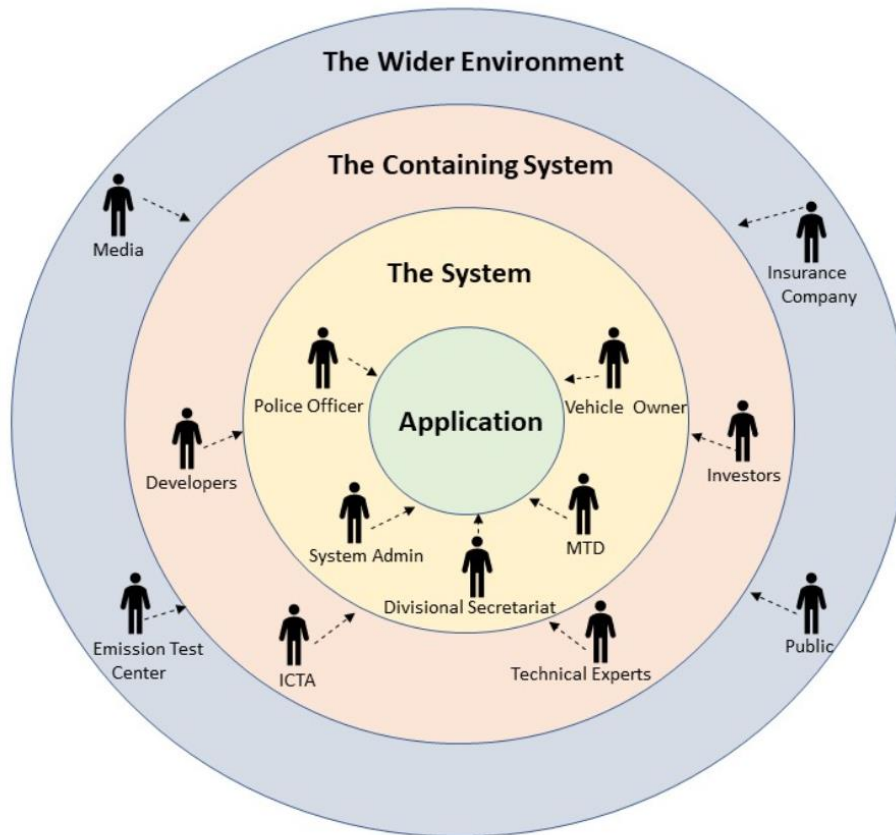 The Wider Environment
The Containing System
Media
Insurance
Company
The System
Police Officer
Vehicle Owner
Application
Developers
Investors
System Admin
MTD
Divisional Secretariat
Emission Test
Center
ICTA
Technical Experts
Public